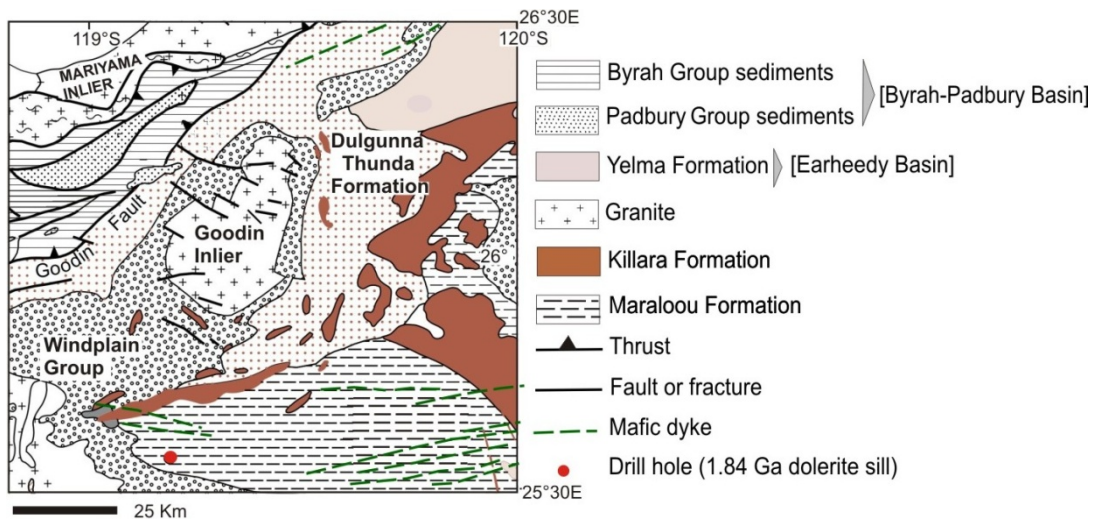 26°30E
119°S
120°S
MARIYAMA
INLIER
Dulgunna
Thunda
Formation
Fault
Goodin
Goodin
Inlier
26°
Windplain
Group
25°30E
25 Km
Byrah Group sediments
[Byrah-Padbury Basin]
Padbury Group sediments
Yelma Formation
[Earheedy Basin]
Granite
Killara Formation
Maraloou Formation
Thrust
Fault or fracture
Mafic dyke
Drill hole (1.84 Ga dolerite sill)